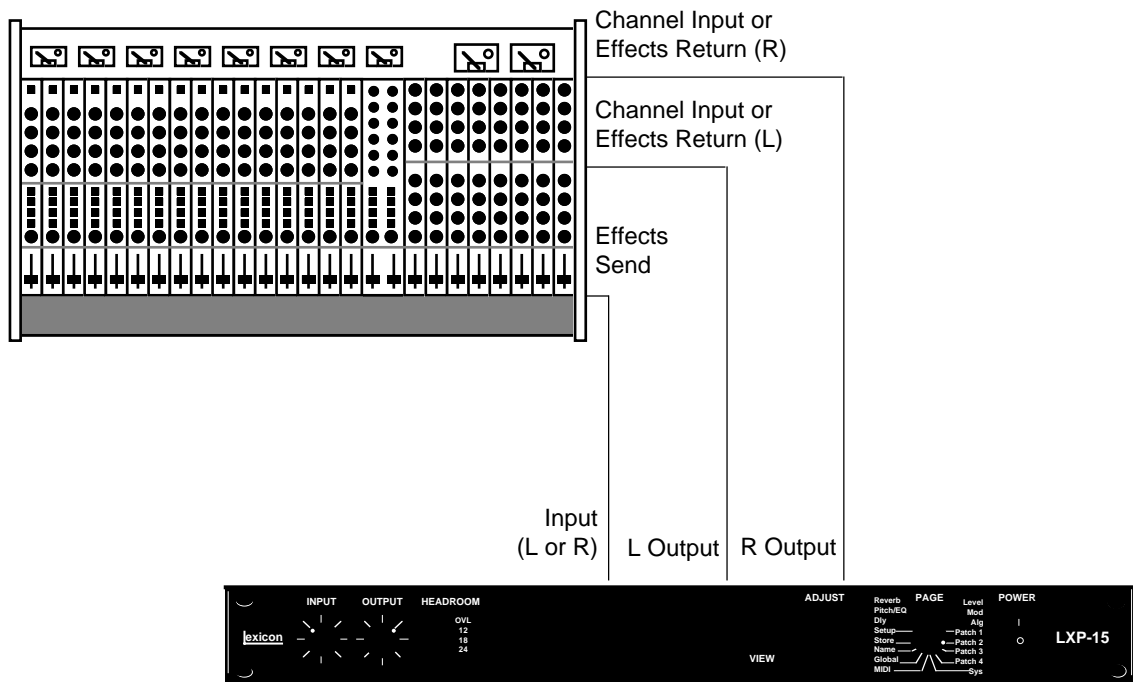 Channel Input or
Effects Return (R)
Channel Input or
Effects Return (L)
Effects
Send
Input
(L or R)
L Output
R Output
lexicon
INPUT
OUTPUT
HEADROOM
OVL
12
18
24
ADJUST
VIEW
PAGE
Reverb
Pitch/EQ
Dly
Setup
Store
Name
Global
MIDI
Level
Mod
Alg
Patch 1
Patch 2
Patch 3
Patch 4
Sys
POWER
LXP-15